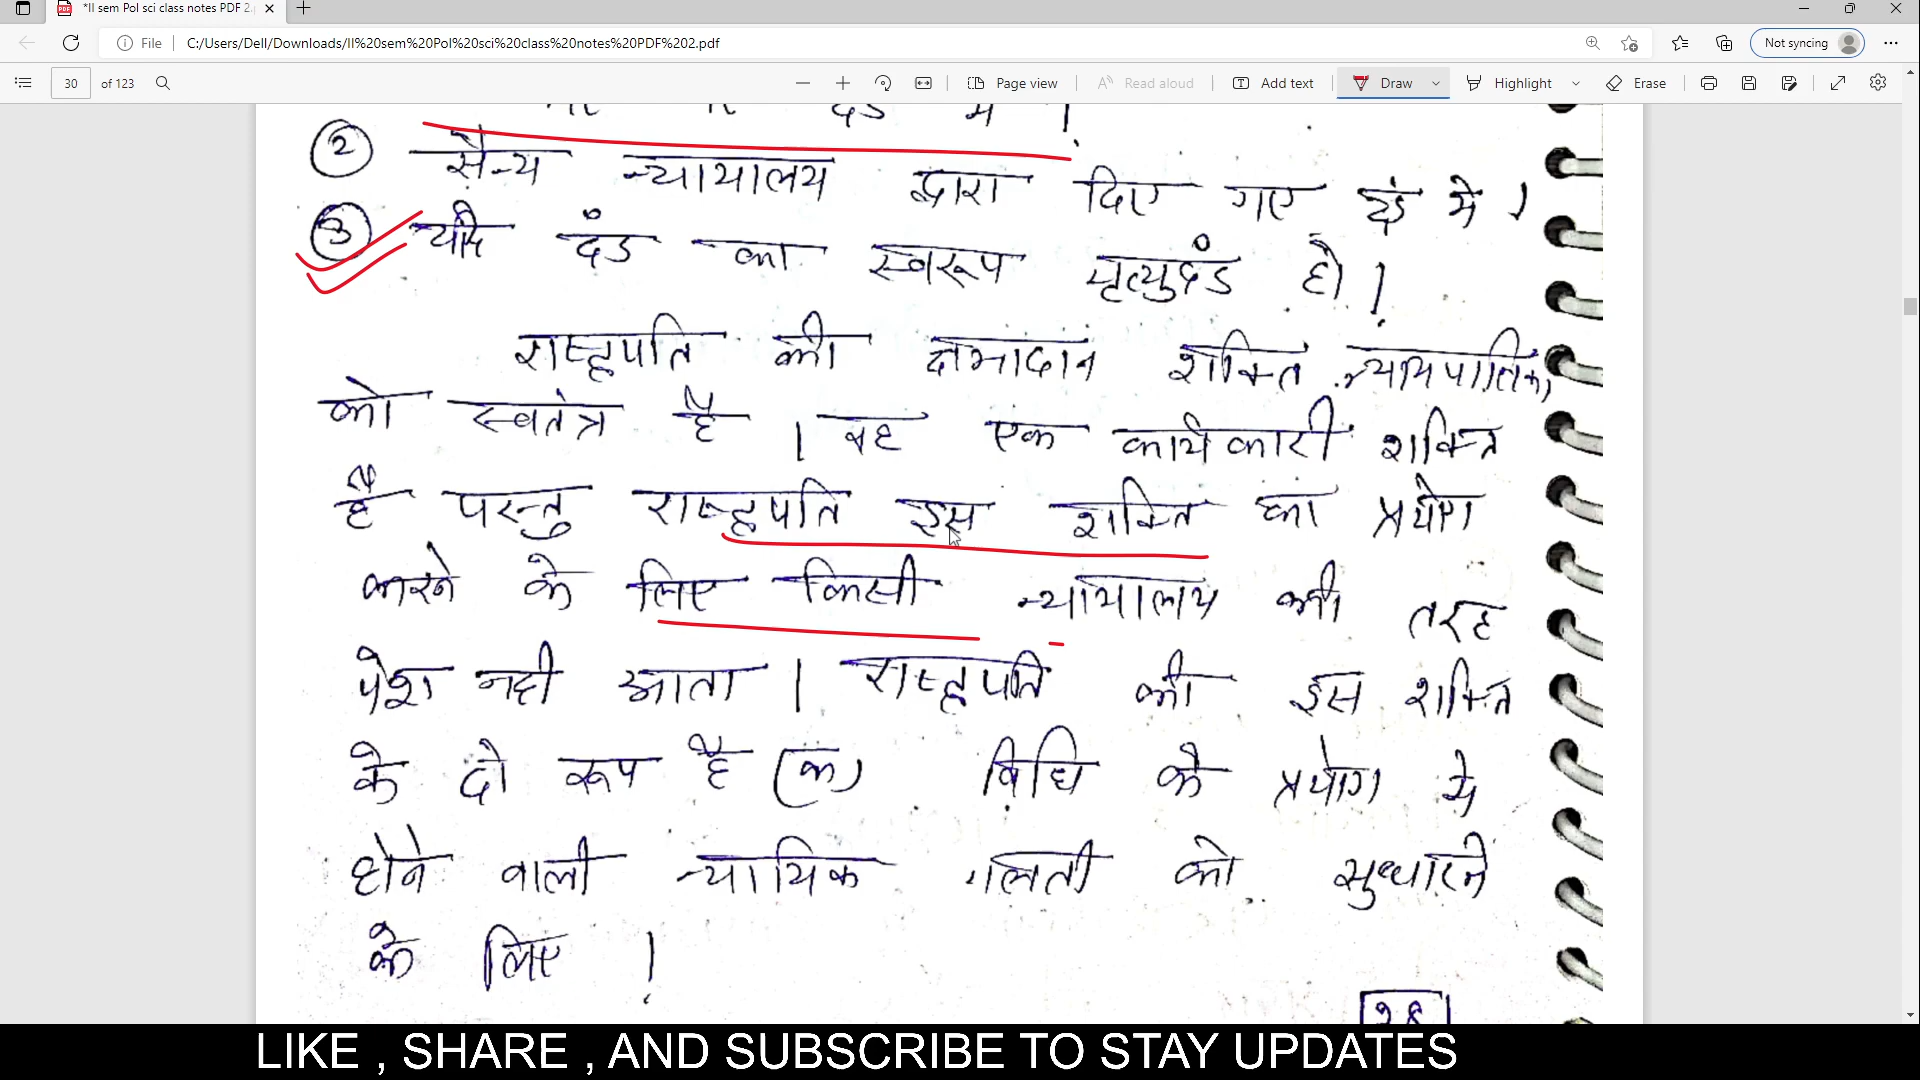 *II sem Pol sci class notes PDF 2.p
File C:/Users/Dell/Downloads/II%20sem%20Pol%20sci%20class%20notes%20PDF%202.pdf Not syncing
30 of 123 Page view Read aloud Add text Draw Highlight Erase
दंड में।
② सैन्य न्यायालय द्वारा दिए गए दंड मे।
③ यदि दंड का स्वरूप मृत्युदंड हो।
राष्ट्रपति की क्षमादान शक्ति न्यायपालिका
को स्वतंत्र है। वह एक कार्यकारी शक्ति
है परन्तु राष्ट्रपति इस शक्ति का प्रयोग
करने के लिए किसी न्यायालय की तरह
पेश नही आता। राष्ट्रपति की इस शक्ति
के दो रूप है (क) विधि के प्रयोग मे
होने वाली न्यायिक गलती को सुधारने
के लिए।
LIKE , SHARE , AND SUBSCRIBE TO STAY UPDATES